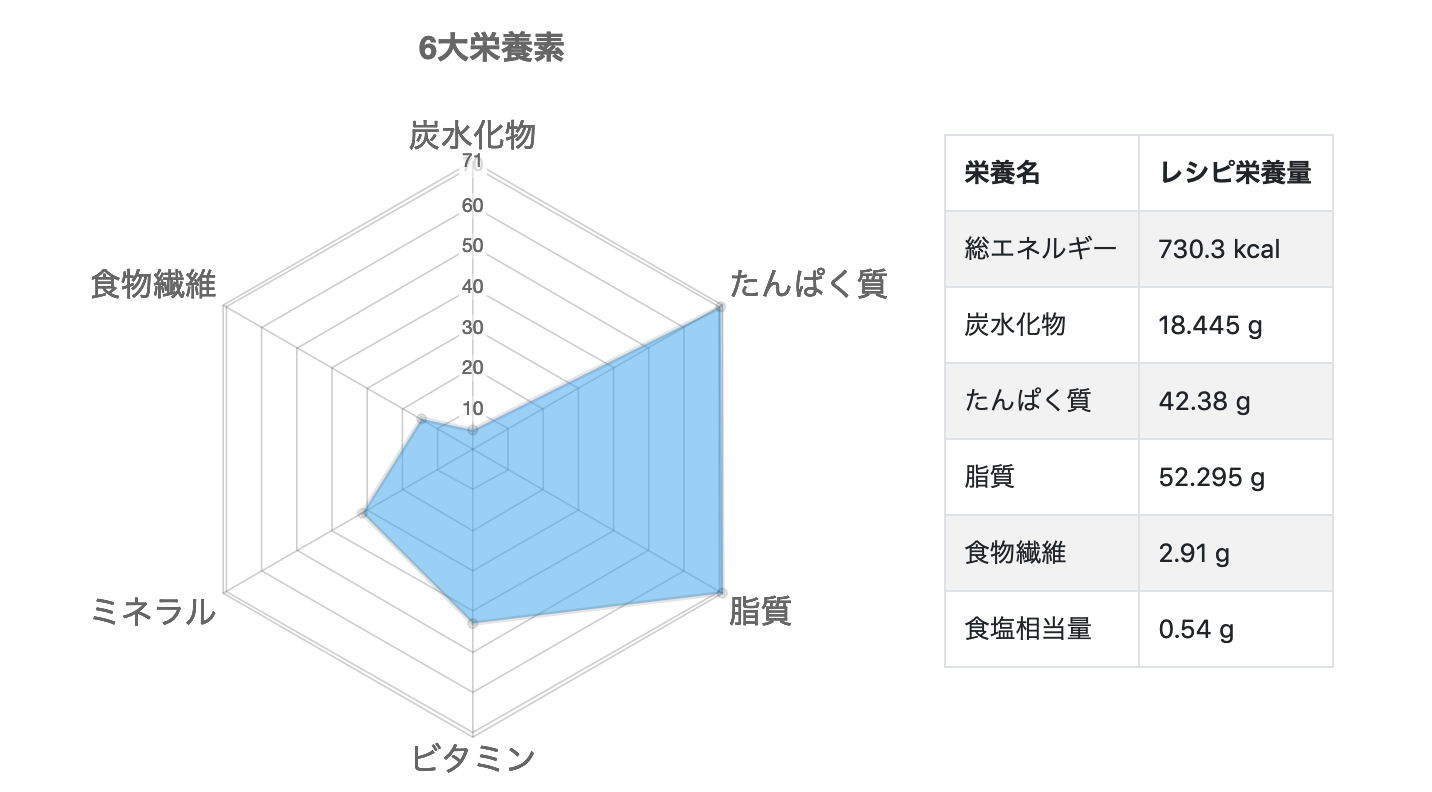 6大栄養素
炭水化物
71
70
60
50
40
30
20
10
たんぱく質
脂質
ビタミン
ミネラル
食物繊維
栄養名 レシピ栄養量
総エネルギー 730.3 kcal
炭水化物 18.445 g
たんぱく質 42.38 g
脂質 52.295 g
食物繊維 2.91 g
食塩相当量 0.54 g